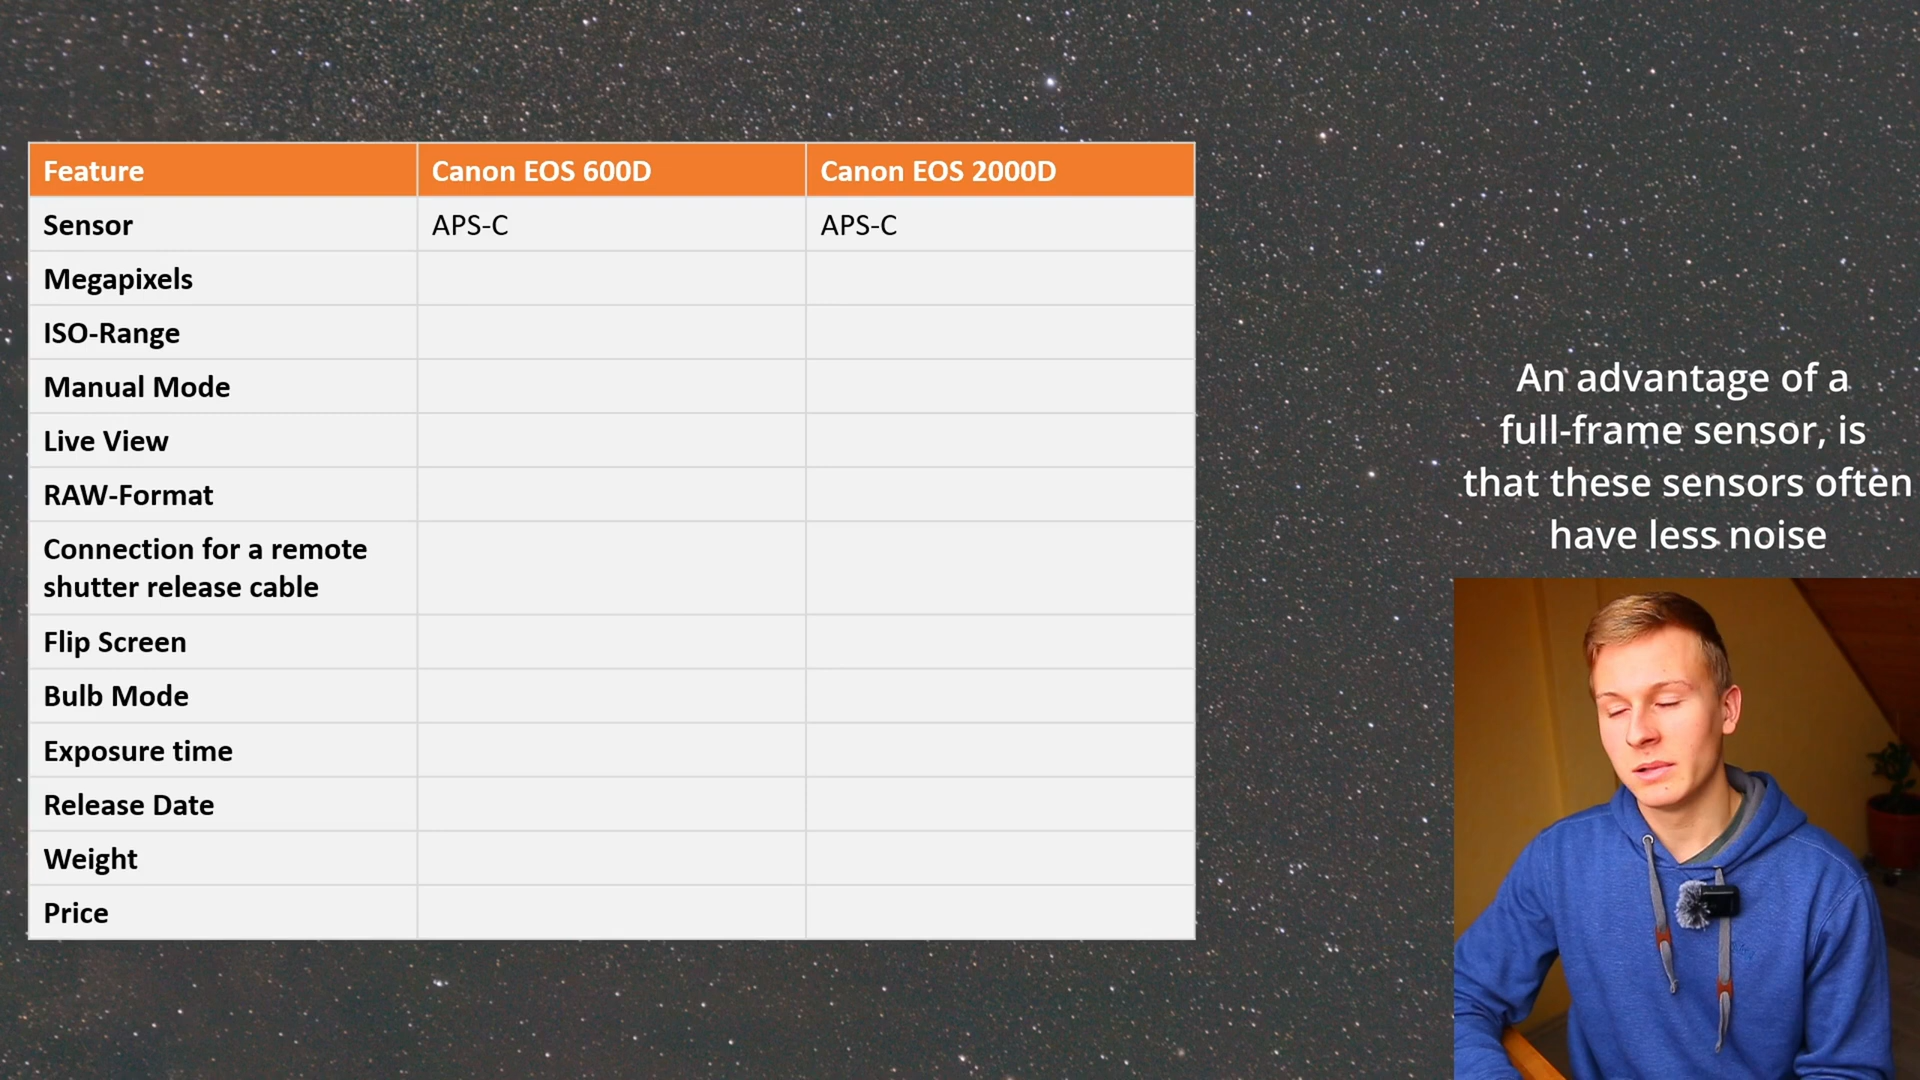 Feature Canon EOS 600D Canon EOS 2000D
Sensor APS-C APS-C
Megapixels
ISO-Range
Manual Mode
Live View
RAW-Format
Connection for a remote
shutter release cable
Flip Screen
Bulb Mode
Exposure time
Release Date
Weight
Price
An advantage of a
full-frame sensor, is
that these sensors often
have less noise